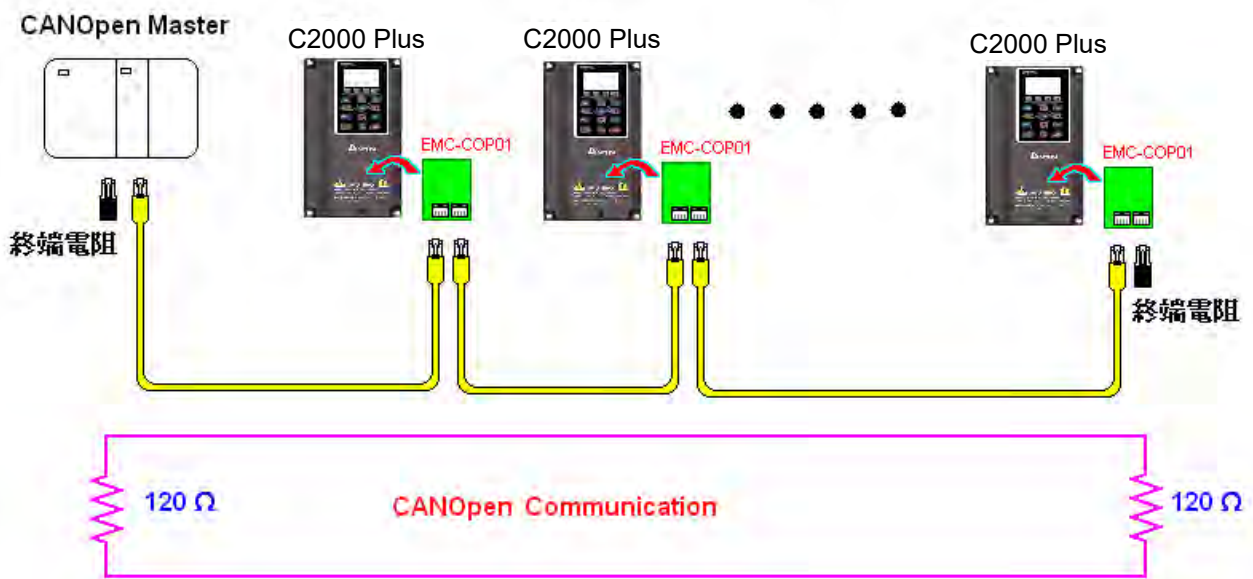 CANOpen Master
C2000 Plus
C2000 Plus
C2000 Plus
EMC-COP01
EMC-COP01
EMC-COP01
終端電阻
終端電阻
120 Ω
CANOpen Communication
120 Ω